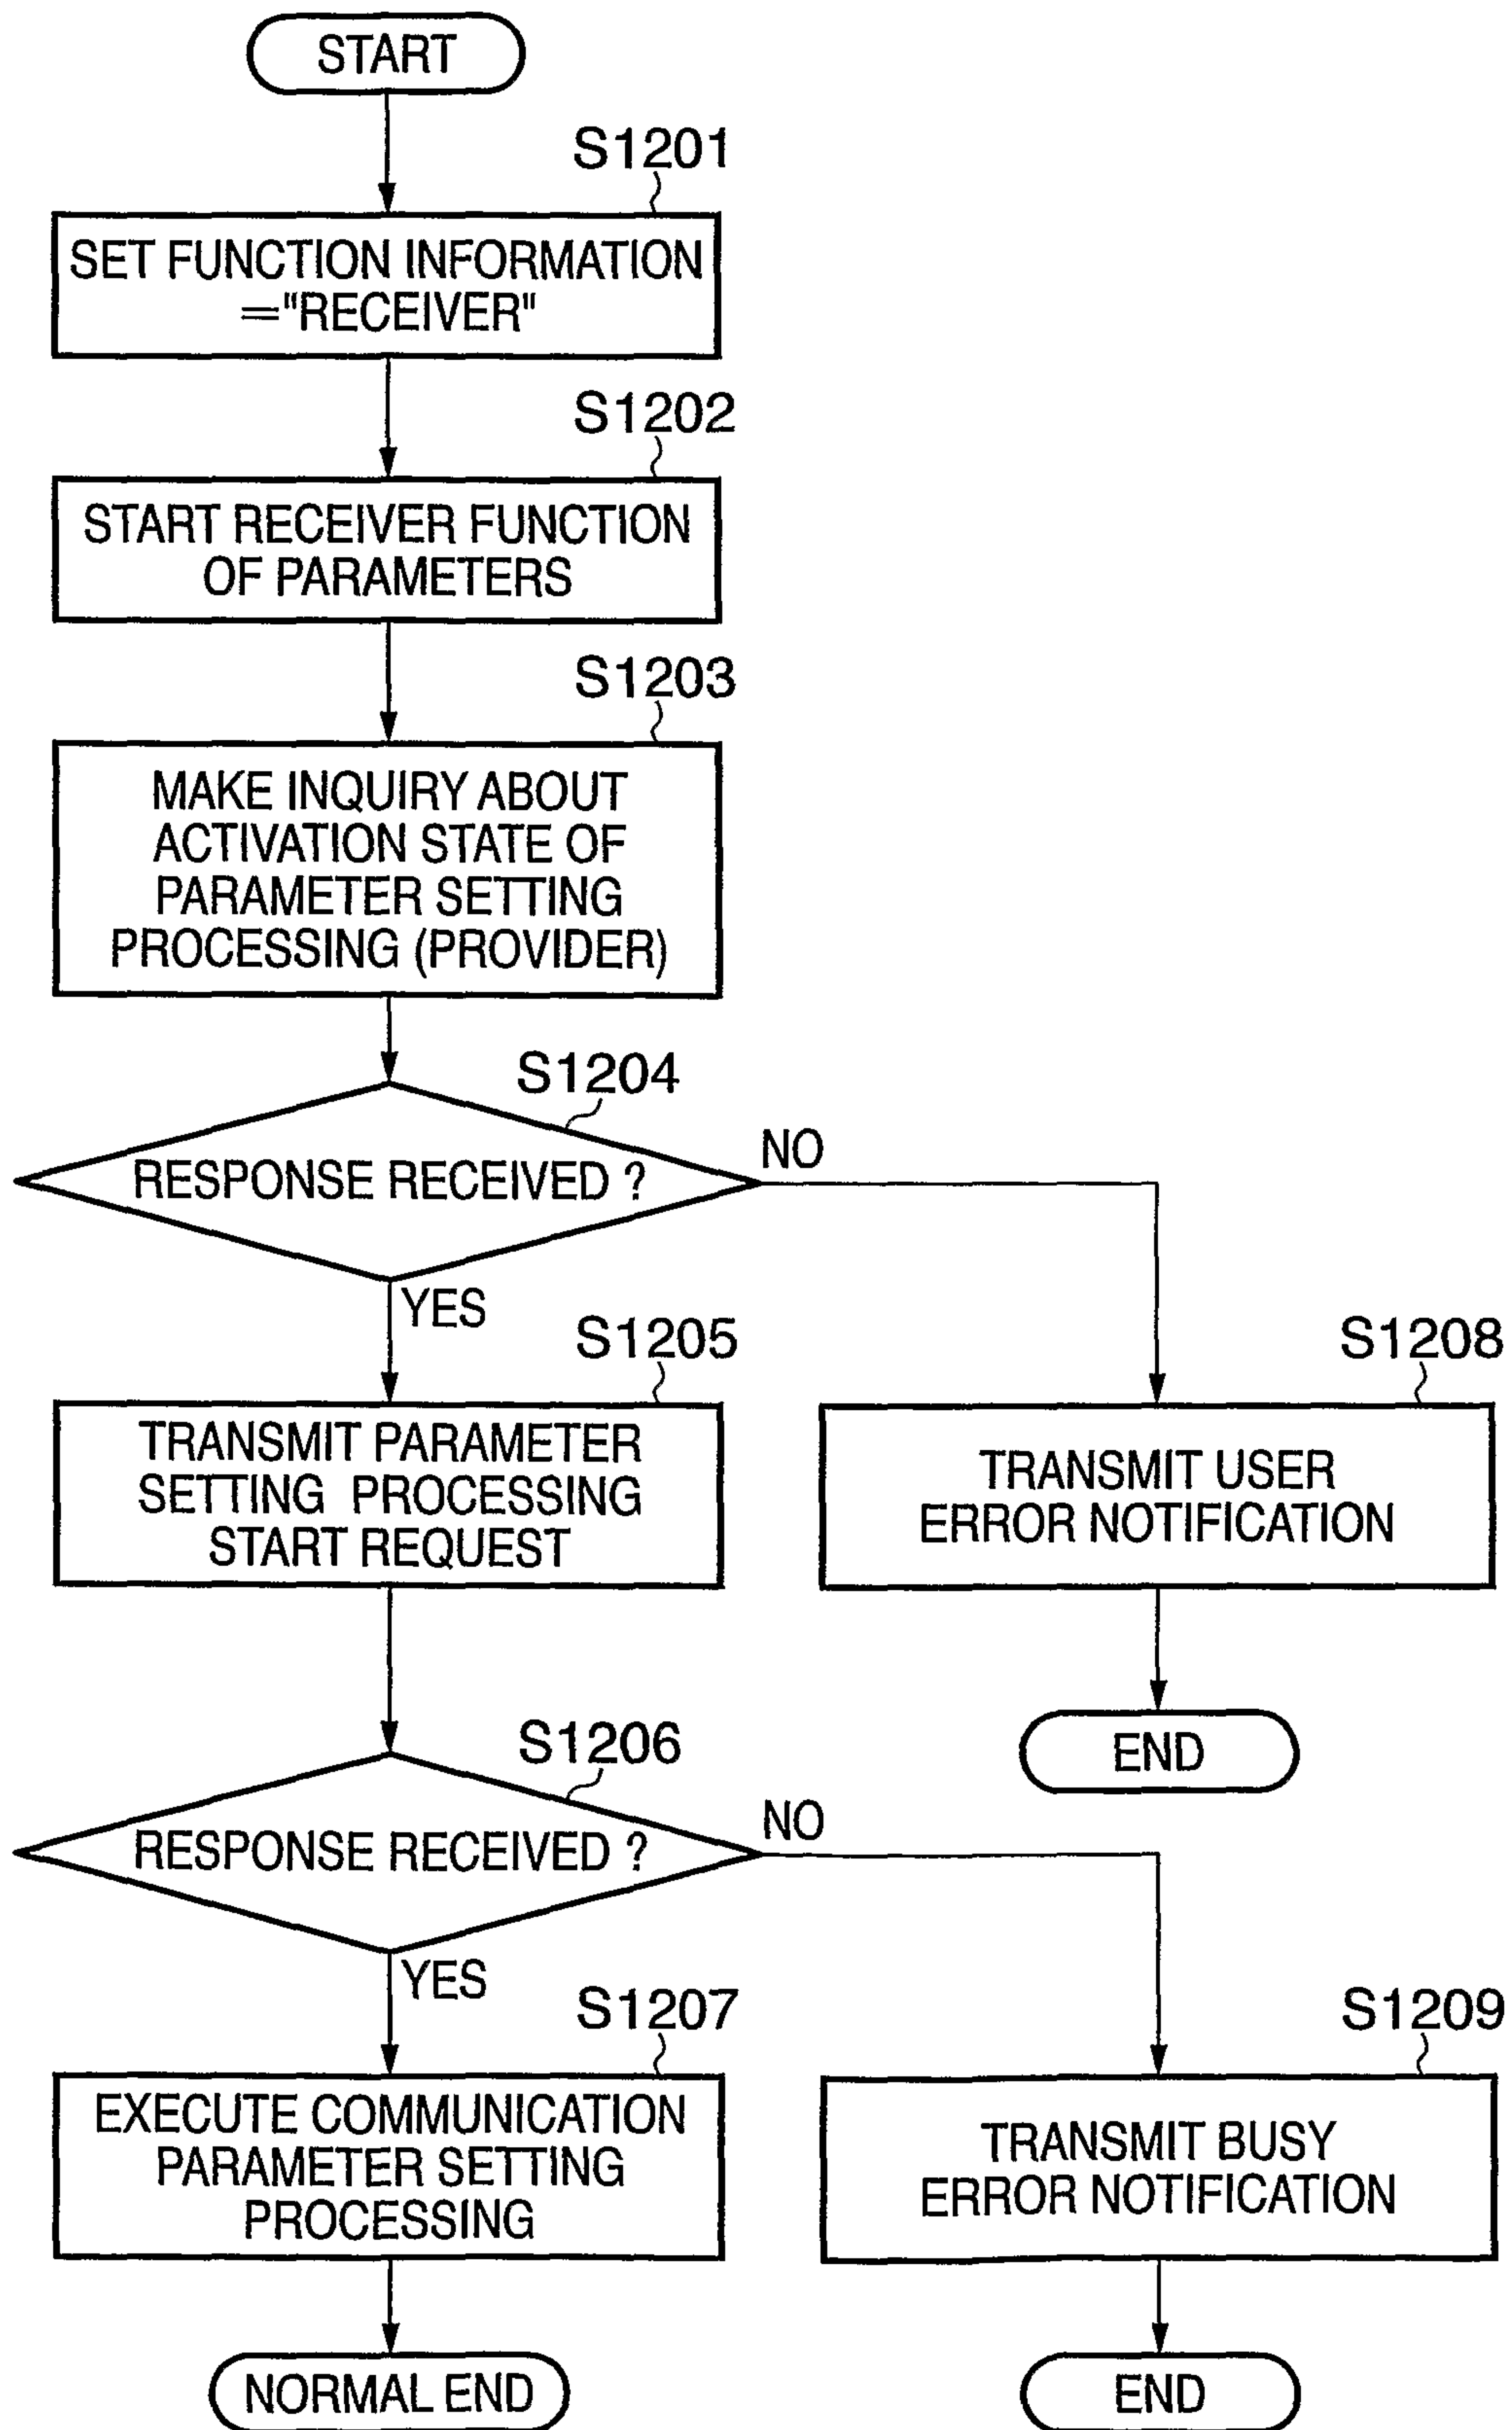 START
S1201
SET FUNCTION INFORMATION
="RECEIVER"
S1202
START RECEIVER FUNCTION
OF PARAMETERS
S1203
MAKE INQUIRY ABOUT
ACTIVATION STATE OF
PARAMETER SETTING
PROCESSING (PROVIDER)
S1204
RESPONSE RECEIVED ?
NO
YES
S1205
TRANSMIT PARAMETER
SETTING PROCESSING
START REQUEST
S1208
TRANSMIT USER
ERROR NOTIFICATION
END
S1206
RESPONSE RECEIVED ?
NO
YES
S1207
EXECUTE COMMUNICATION
PARAMETER SETTING
PROCESSING
NORMAL END
S1209
TRANSMIT BUSY
ERROR NOTIFICATION
END